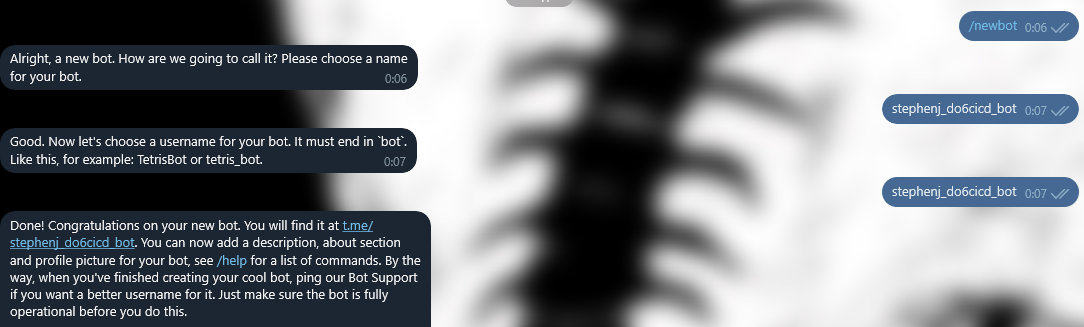 /newbot 0:06
Alright, a new bot. How are we going to call it? Please choose a name
for your bot. 0:06
stephenj_do6cicd_bot 0:07
Good. Now let's choose a username for your bot. It must end in `bot`.
Like this, for example: TetrisBot or tetris_bot. 0:07
stephenj_do6cicd_bot 0:07
Done! Congratulations on your new bot. You will find it at t.me/
stephenj_do6cicd_bot. You can now add a description, about section
and profile picture for your bot, see /help for a list of commands. By the
way, when you've finished creating your cool bot, ping our Bot Support
if you want a better username for it. Just make sure the bot is fully
operational before you do this.